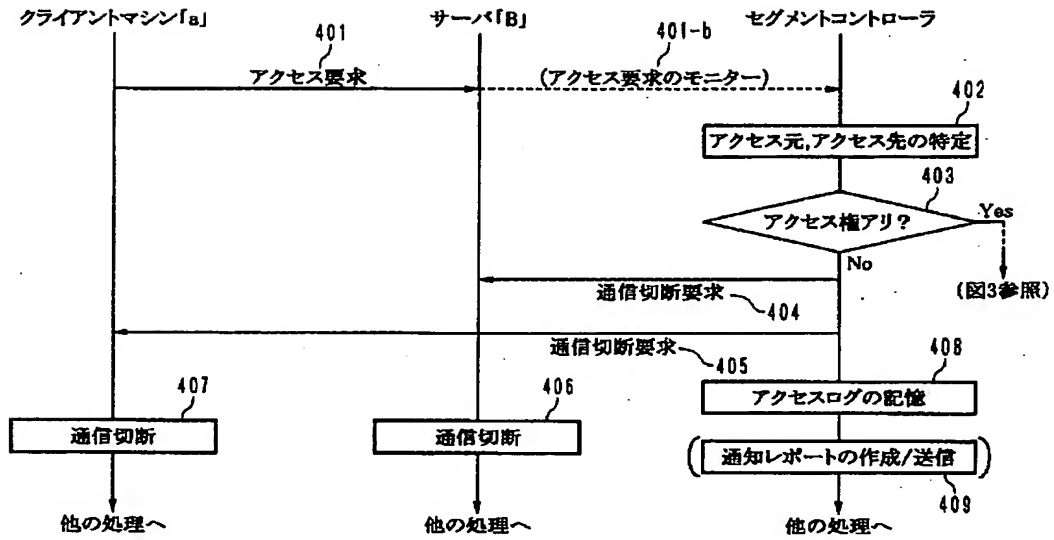 クライアントマシン「a」 サーバ「B」 セグメントコントローラ
401 401-b
アクセス要求 (アクセス要求のモニター)
402
アクセス元,アクセス先の特定
403
アクセス権アリ? Yes
No
(図3参照)
通信切断要求 404
通信切断要求 405
407 406 408
通信切断 通信切断 アクセスログの記憶
(通知レポートの作成/送信)
409
他の処理へ 他の処理へ 他の処理へ